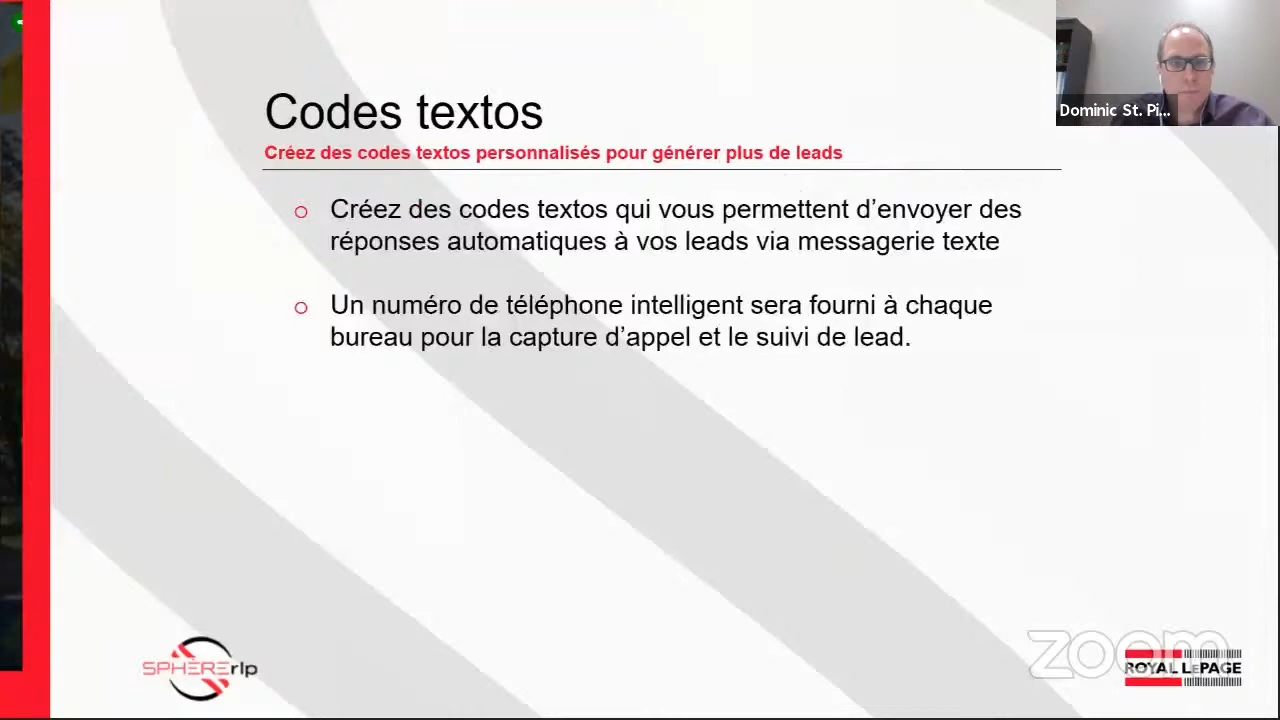 Codes textos
Créez des codes textos personnalisés pour générer plus de leads
Créez des codes textos qui vous permettent d’envoyer des
réponses automatiques à vos leads via messagerie texte
Un numéro de téléphone intelligent sera fourni à chaque
bureau pour la capture d’appel et le suivi de lead.
Dominic St. Pi...
SPHÈRErlp
zoom
ROYAL LEPAGE